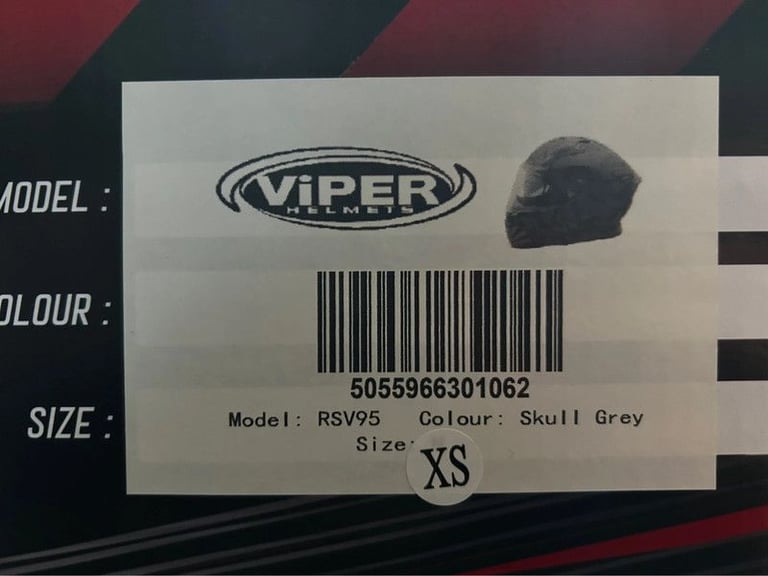 ViPER
HELMETS
MODEL :
OLOUR :
5055966301062
Model: RSV95 Colour: Skull Grey
SIZE :
Size:
XS